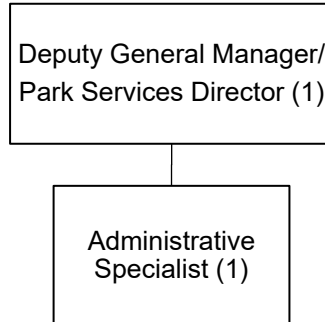 Deputy General Manager/
Park Services Director (1)
Administrative
Specialist (1)